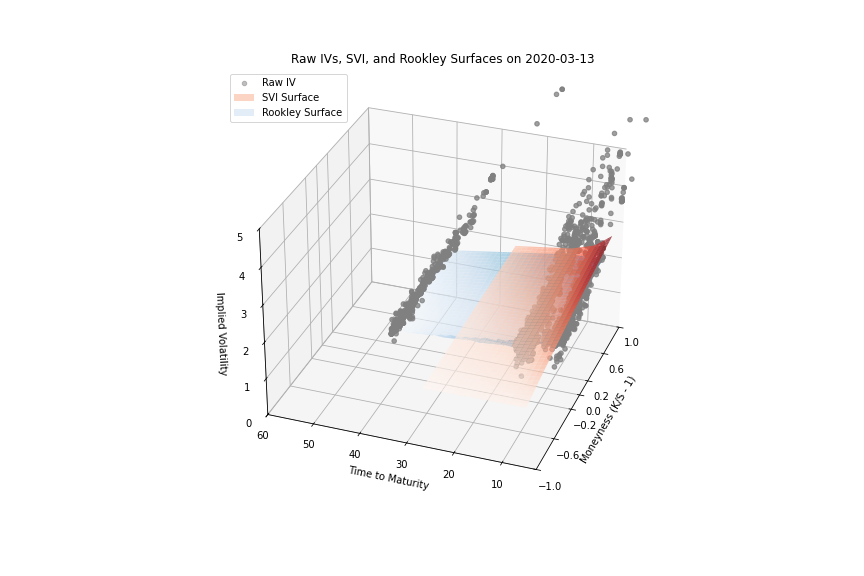 Raw IVs, SVI, and Rookley Surfaces on 2020-03-13
Raw IV
SVI Surface
Rookley Surface
5
4
3
2
1
0
Implied Volatility
60
50
40
30
20
10
Time to Maturity
1.0
0.6
0.2
0.0
−0.2
−0.6
−1.0
Moneyness (K/S - 1)